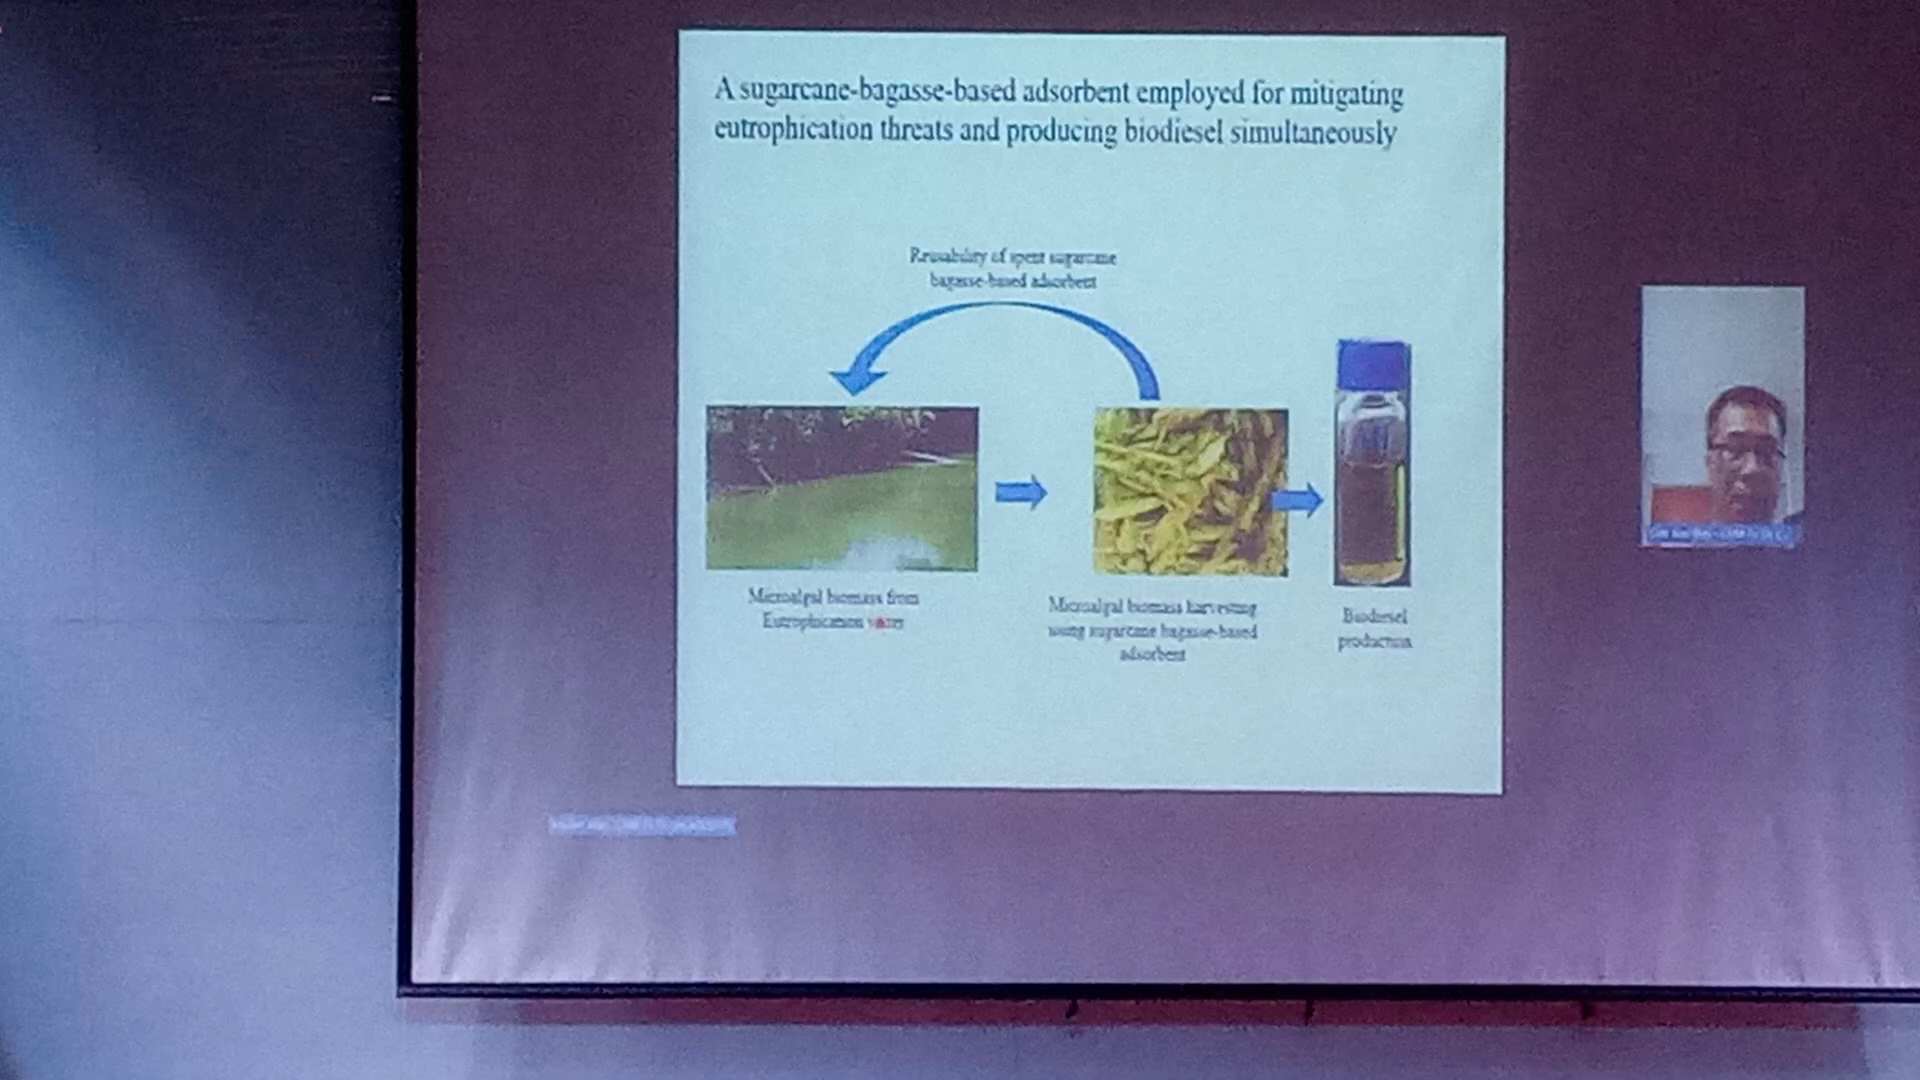 A sugarcane-bagasse-based adsorbent employed for mitigating
eutrophication threats and producing biodiesel simultaneously
Reusability of spent sugarcane
bagasse-based adsorbent
Microalgal biomass from
Eutrophication water
Microalgal biomass harvesting
using sugarcane bagasse-based
adsorbent
Biodiesel
production